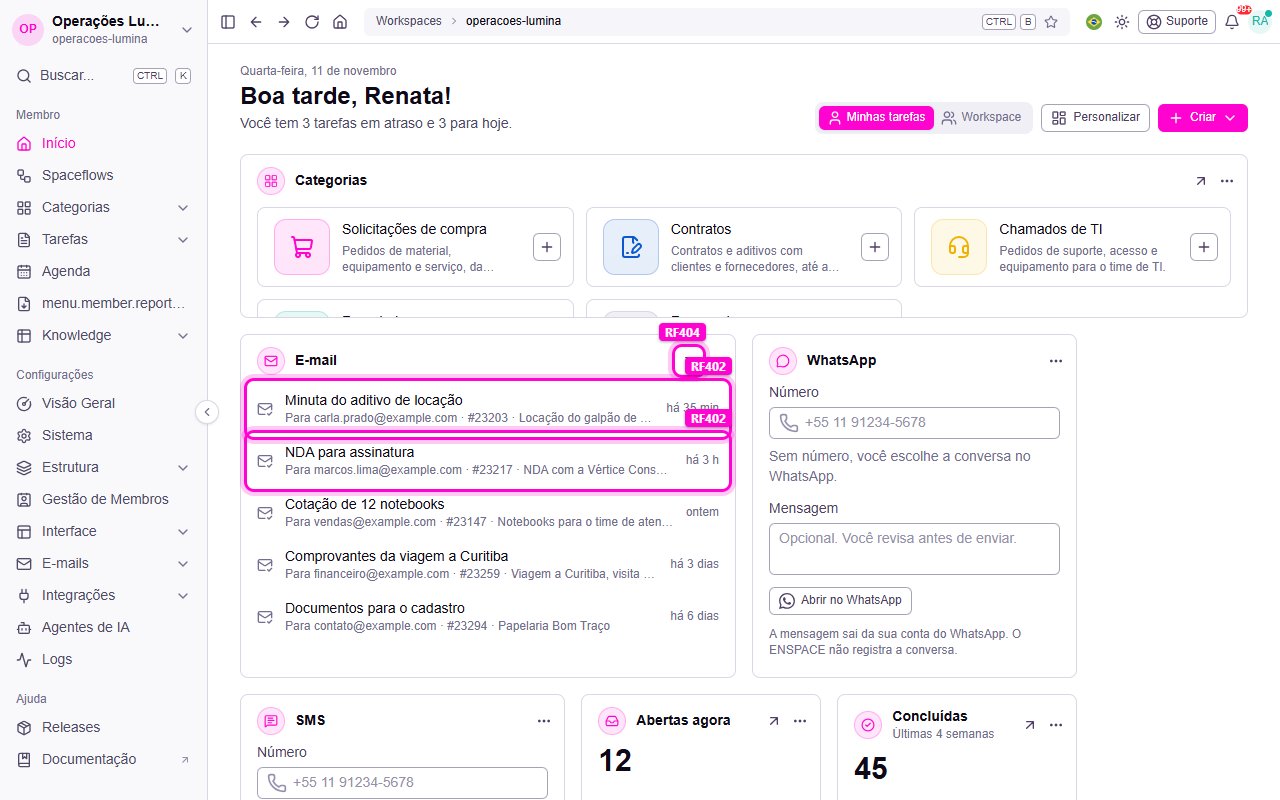 OP
Operações Lu...
operacoes-lumina
Buscar... CTRL K
Membro
Início
Spaceflows
Categorias
Tarefas
Agenda
menu.member.report...
Knowledge
Configurações
Visão Geral
Sistema
Estrutura
Gestão de Membros
Interface
E-mails
Integrações
Agentes de IA
Logs
Ajuda
Releases
Documentação
Workspaces > operacoes-lumina
CTRL B
Suporte
99+
RA
Quarta-feira, 11 de novembro
Boa tarde, Renata!
Você tem 3 tarefas em atraso e 3 para hoje.
Minhas tarefas
Workspace
Personalizar
Criar
Categorias
Solicitações de compra
Pedidos de material,
equipamento e serviço, da...
Contratos
Contratos e aditivos com
clientes e fornecedores, até a...
Chamados de TI
Pedidos de suporte, acesso e
equipamento para o time de TI.
RF404
E-mail
RF402
Minuta do aditivo de locação
há 35 min
Para carla.prado@example.com · #23203 · Locação do galpão de ...
RF402
NDA para assinatura
há 3 h
Para marcos.lima@example.com · #23217 · NDA com a Vértice Cons...
Cotação de 12 notebooks
ontem
Para vendas@example.com · #23147 · Notebooks para o time de aten...
Comprovantes da viagem a Curitiba
há 3 dias
Para financeiro@example.com · #23259 · Viagem a Curitiba, visita ...
Documentos para o cadastro
há 6 dias
Para contato@example.com · #23294 · Papelaria Bom Traço
WhatsApp
Número
+55 11 91234-5678
Sem número, você escolhe a conversa no
WhatsApp.
Mensagem
Opcional. Você revisa antes de enviar.
Abrir no WhatsApp
A mensagem sai da sua conta do WhatsApp. O
ENSPACE não registra a conversa.
SMS
Número
+55 11 91234-5678
Abertas agora
12
Concluídas
Últimas 4 semanas
45